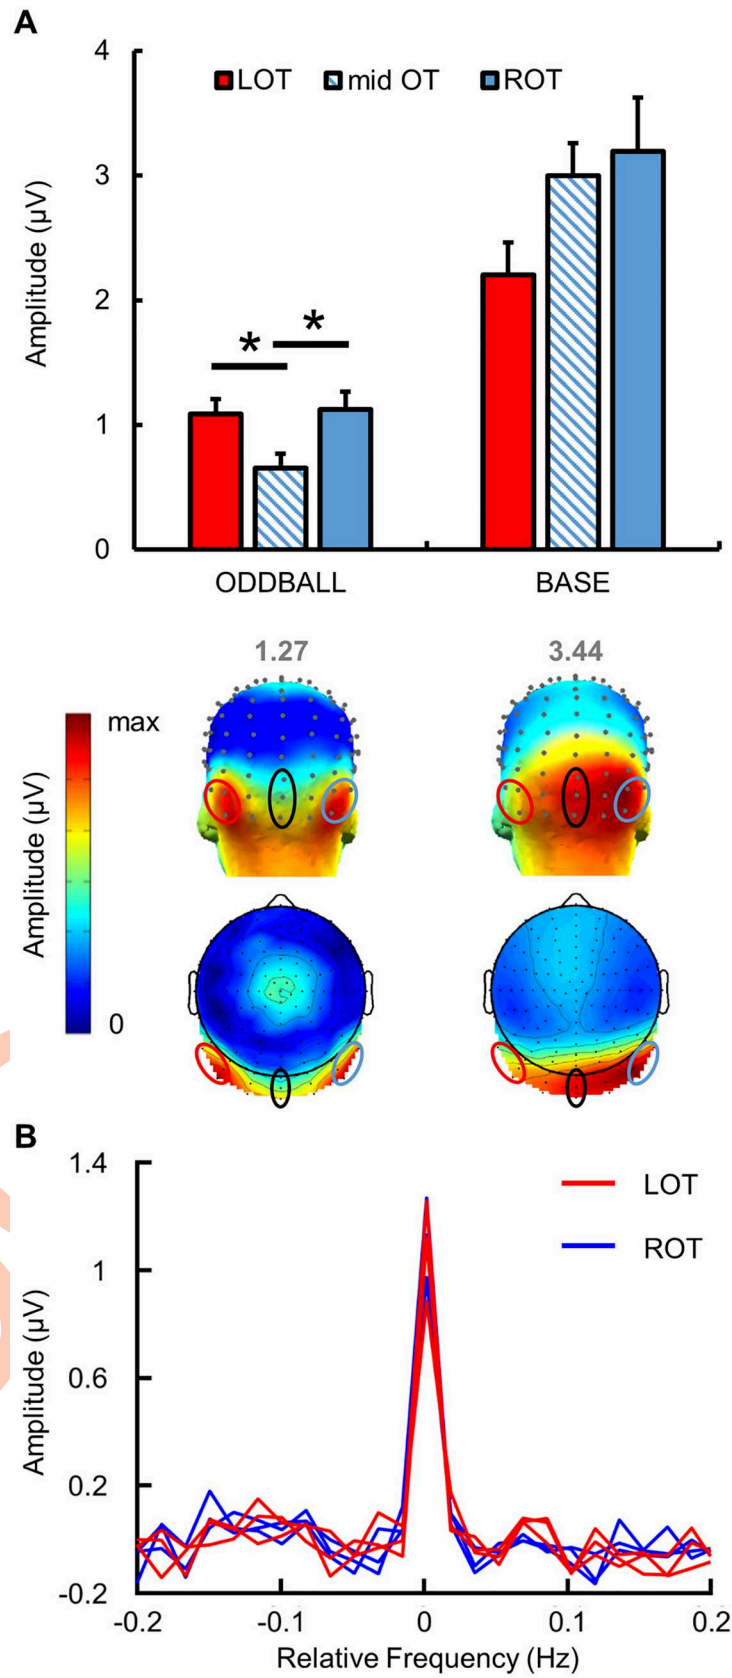 A
4
LOT mid OT ROT
3
Amplitude (µV)
2
* *
1
0
ODDBALL BASE
1.27 3.44
max
Amplitude (µV)
0
B
1.4
LOT
ROT
1
Amplitude (µV)
0.6
0.2
-0.2
-0.2 -0.1 0 0.1 0.2
Relative Frequency (Hz)